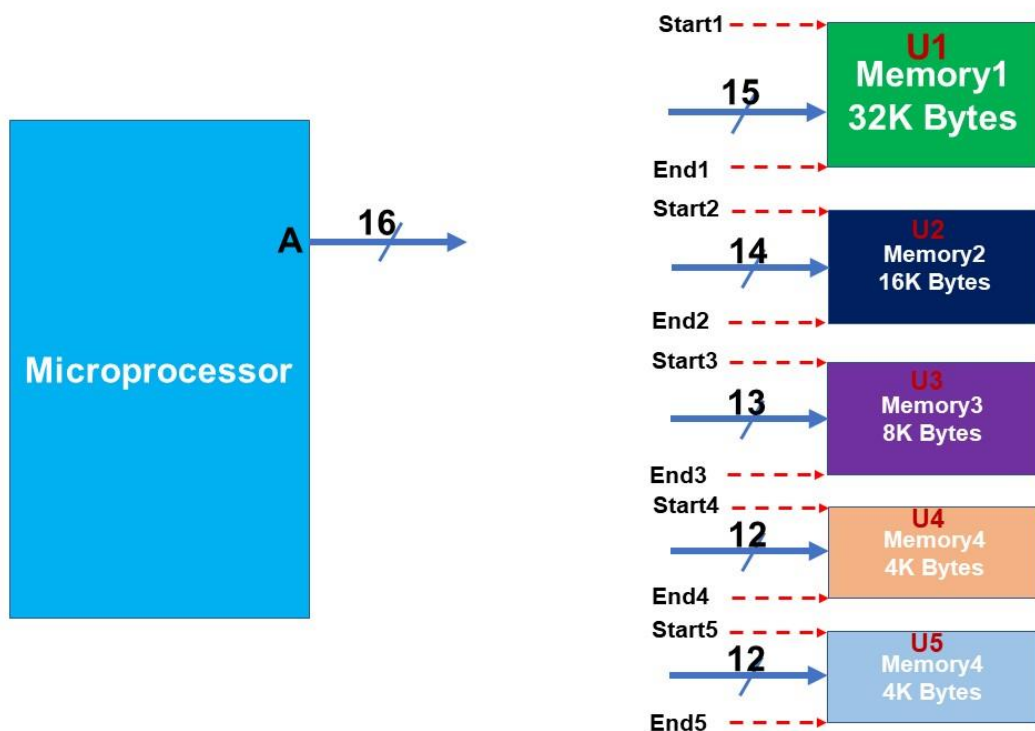 Microprocessor
A
16
Start1
15
End1
U1
Memory1
32K Bytes
Start2
14
End2
U2
Memory2
16K Bytes
Start3
13
End3
U3
Memory3
8K Bytes
Start4
12
End4
U4
Memory4
4K Bytes
Start5
12
End5
U5
Memory4
4K Bytes